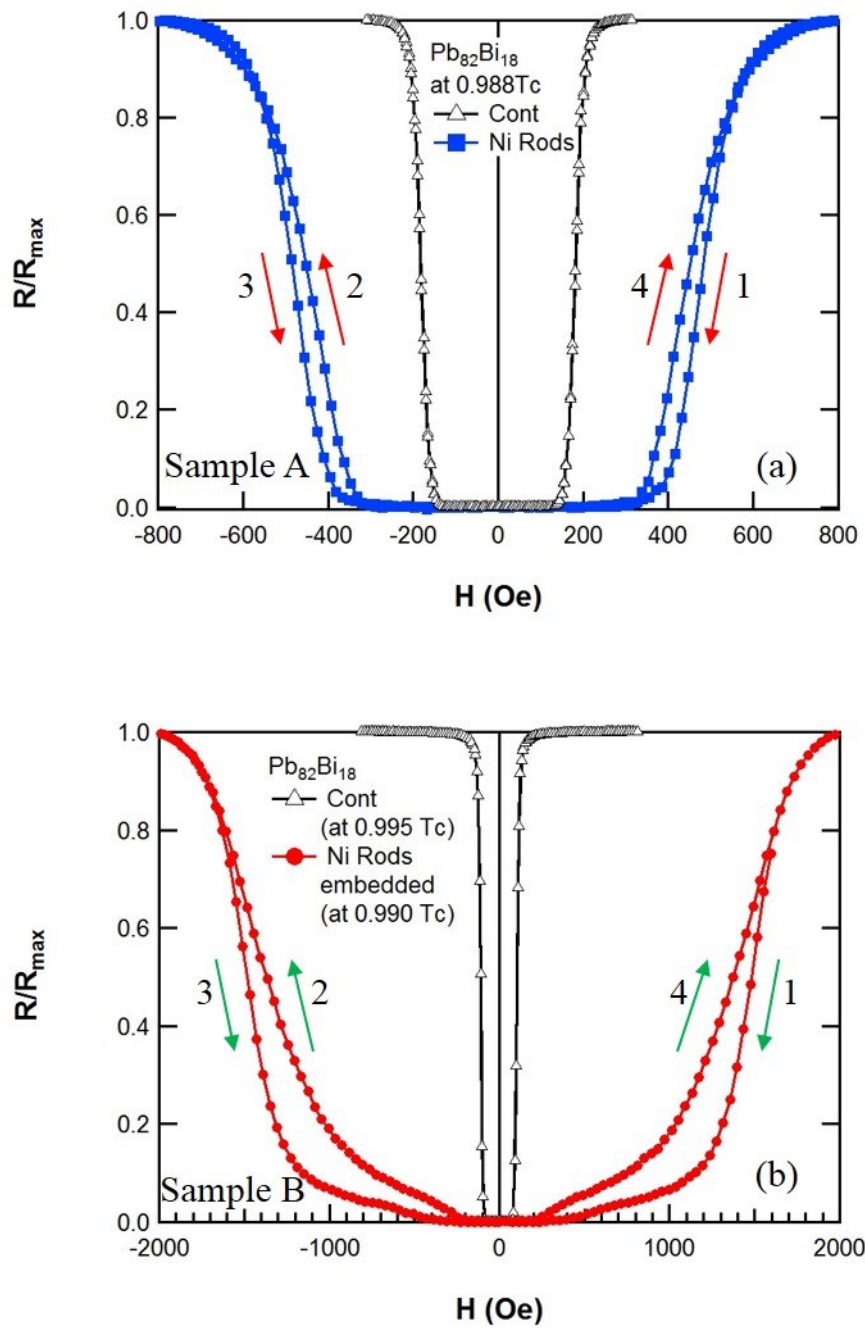 1.0
0.8
0.6
0.4
0.2
0.0
R/Rmax
Pb82Bi18
at 0.988Tc
Cont
Ni Rods
3
2
4
1
Sample A
(a)
-800
-600
-400
-200
0
200
400
600
800
H (Oe)
1.0
0.8
0.6
0.4
0.2
0.0
R/Rmax
Pb82Bi18
Cont
(at 0.995 Tc)
Ni Rods
embedded
(at 0.990 Tc)
3
2
4
1
Sample B
(b)
-2000
-1000
0
1000
2000
H (Oe)